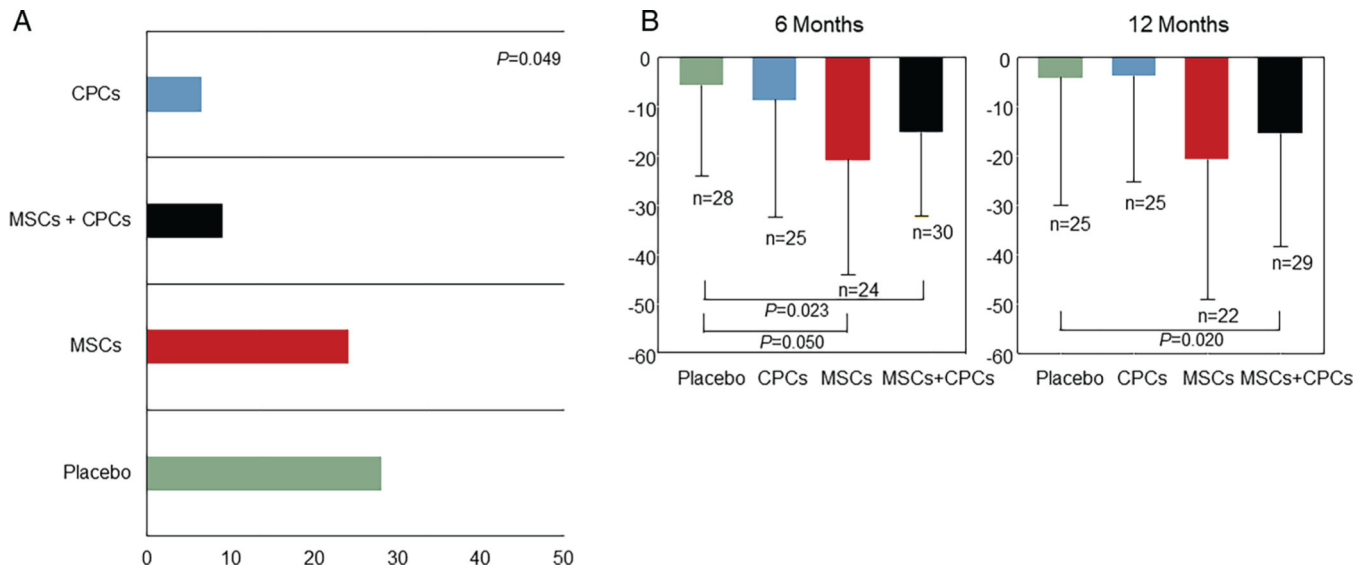 A
P=0.049
CPCs
MSCs + CPCs
MSCs
Placebo
0 10 20 30 40 50
B
6 Months
0
-10
-20
-30
-40
-50
-60
n=28
n=25
n=24
n=30
P=0.023
P=0.050
Placebo CPCs MSCs MSCs+CPCs
12 Months
0
-10
-20
-30
-40
-50
-60
n=25
n=25
n=22
n=29
P=0.020
Placebo CPCs MSCs MSCs+CPCs